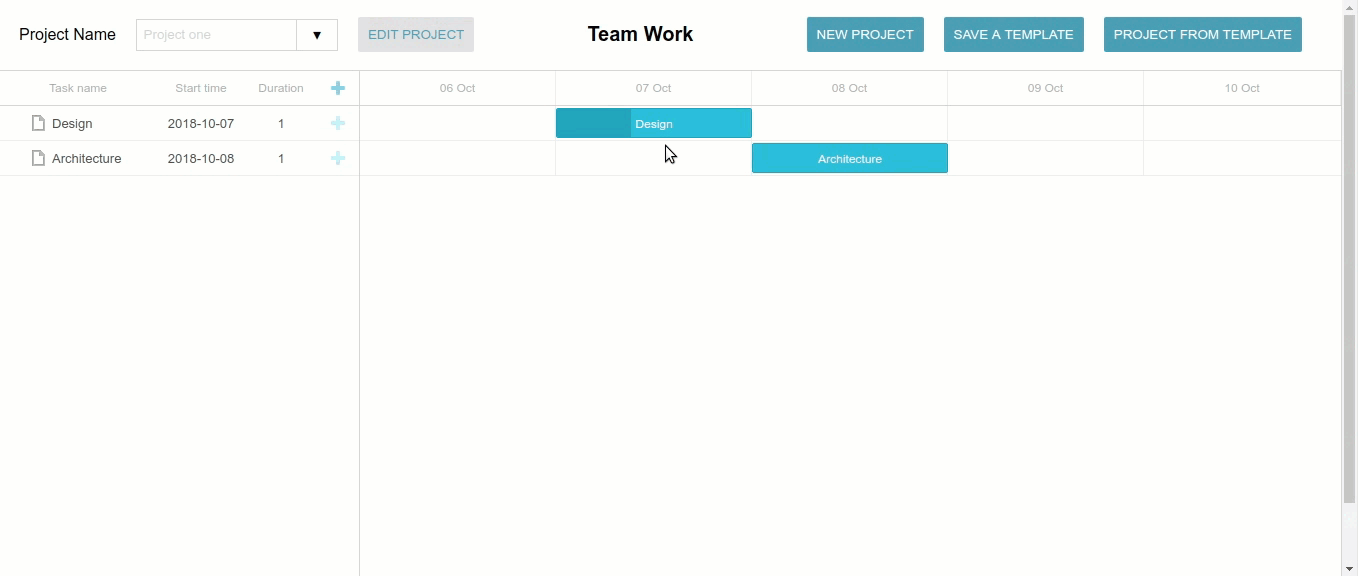 Project Name Project one ▼ EDIT PROJECT Team Work NEW PROJECT SAVE A TEMPLATE PROJECT FROM TEMPLATE
Task name Start time Duration 06 Oct 07 Oct 08 Oct 09 Oct 10 Oct
Design 2018-10-07 1 Design
Architecture 2018-10-08 1 Architecture